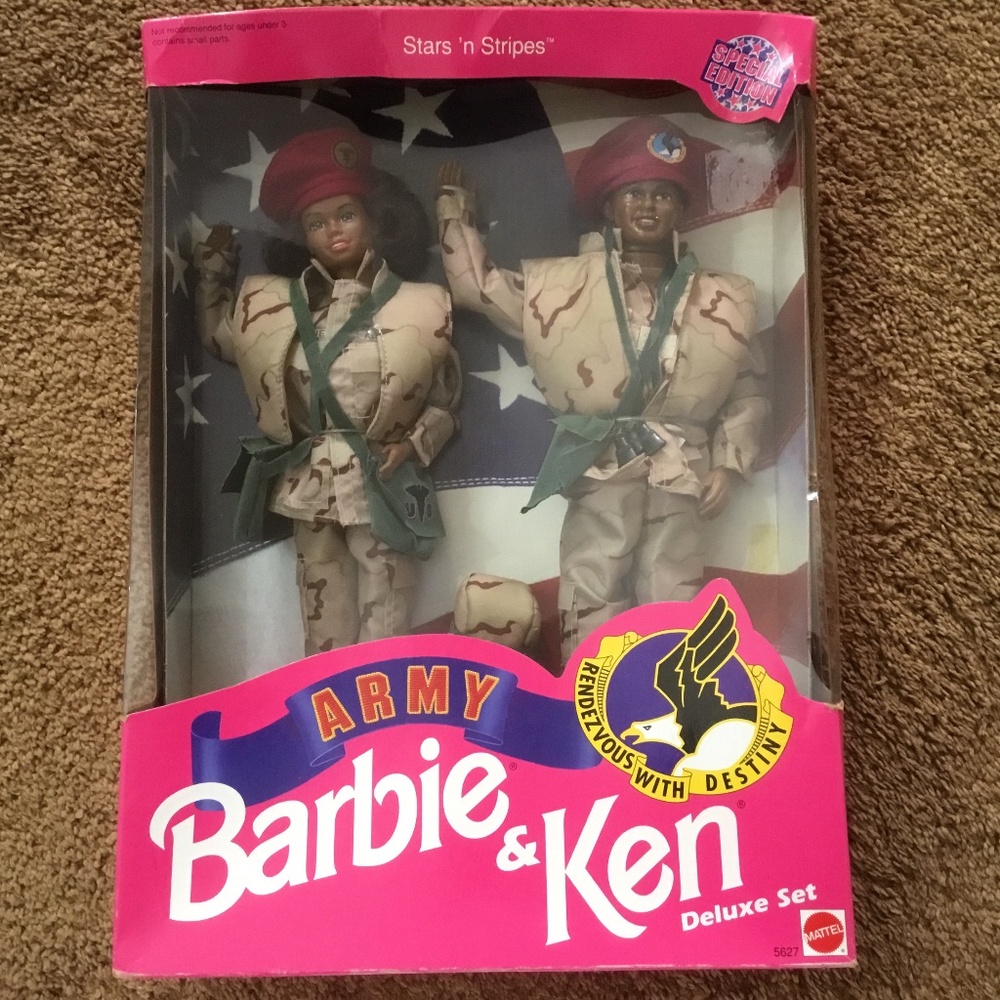 Not recommended for ages under 3-
contains small parts.
Stars 'n Stripes™
SPECIAL
EDITION
U S
ARMY
RENDEZVOUS WITH DESTINY
Barbie®
& Ken®
Deluxe Set
MATTEL®
5627